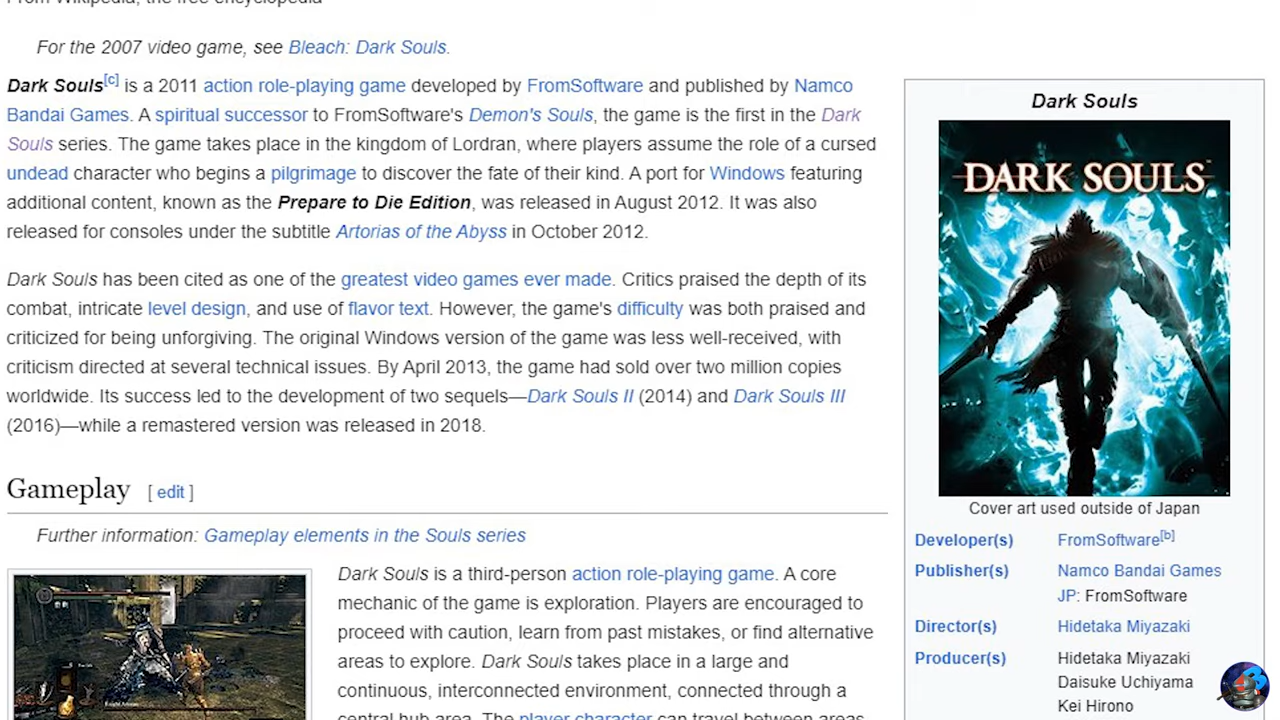 From Wikipedia, the free encyclopedia
For the 2007 video game, see Bleach: Dark Souls.
Dark Souls[c] is a 2011 action role-playing game developed by FromSoftware and published by Namco
Bandai Games. A spiritual successor to FromSoftware's Demon's Souls, the game is the first in the Dark
Souls series. The game takes place in the kingdom of Lordran, where players assume the role of a cursed
undead character who begins a pilgrimage to discover the fate of their kind. A port for Windows featuring
additional content, known as the Prepare to Die Edition, was released in August 2012. It was also
released for consoles under the subtitle Artorias of the Abyss in October 2012.
Dark Souls has been cited as one of the greatest video games ever made. Critics praised the depth of its
combat, intricate level design, and use of flavor text. However, the game's difficulty was both praised and
criticized for being unforgiving. The original Windows version of the game was less well-received, with
criticism directed at several technical issues. By April 2013, the game had sold over two million copies
worldwide. Its success led to the development of two sequels—Dark Souls II (2014) and Dark Souls III
(2016)—while a remastered version was released in 2018.
Gameplay [ edit ]
Further information: Gameplay elements in the Souls series
Dark Souls is a third-person action role-playing game. A core
mechanic of the game is exploration. Players are encouraged to
proceed with caution, learn from past mistakes, or find alternative
areas to explore. Dark Souls takes place in a large and
continuous, interconnected environment, connected through a
central hub area. The player character can travel between areas
Dark Souls
DARK SOULS™
Cover art used outside of Japan
Developer(s) FromSoftware[b]
Publisher(s) Namco Bandai Games
JP: FromSoftware
Director(s) Hidetaka Miyazaki
Producer(s) Hidetaka Miyazaki
Daisuke Uchiyama
Kei Hirono